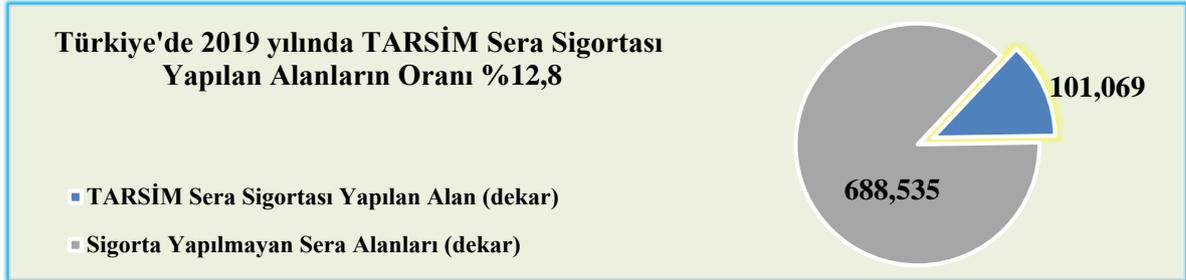 Türkiye'de 2019 yılında TARSİM Sera Sigortası
Yapılan Alanların Oranı %12,8
101,069
688,535
TARSİM Sera Sigortası Yapılan Alan (dekar)
Sigorta Yapılmayan Sera Alanları (dekar)